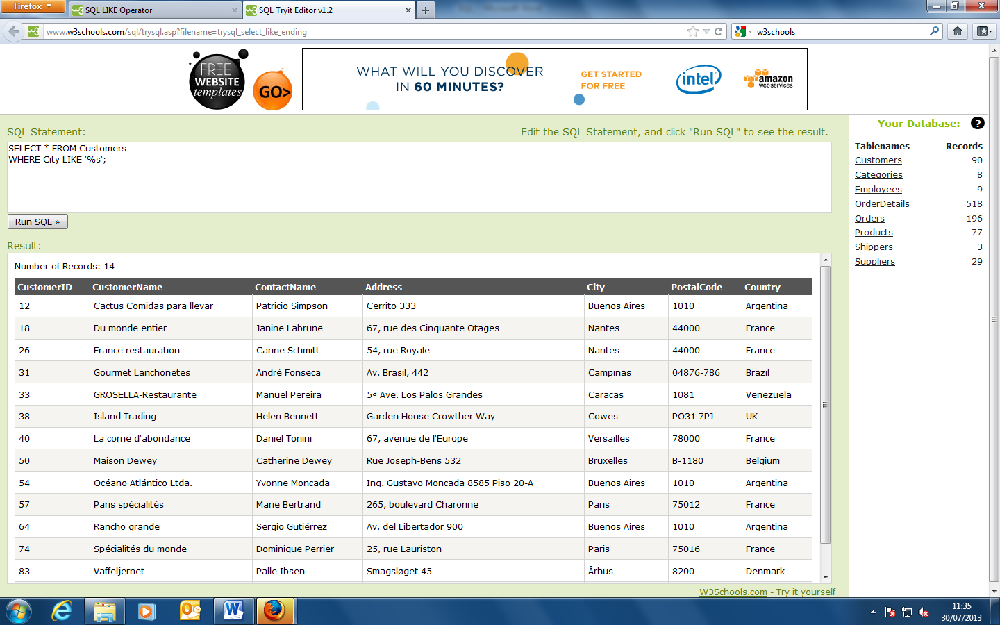 Firefox
SQL LIKE Operator
SQL Tryit Editor v1.2
www.w3schools.com/sql/trysql.asp?filename=trysql_select_like_ending
w3schools
FREE
WEBSITE
templates
GO>
WHAT WILL YOU DISCOVER
IN 60 MINUTES?
GET STARTED
FOR FREE
intel
amazon
web services
SQL Statement:
Edit the SQL Statement, and click "Run SQL" to see the result.
SELECT * FROM Customers
WHERE City LIKE '%s';
Run SQL »
Result:
Number of Records: 14
CustomerID CustomerName ContactName Address City PostalCode Country
12 Cactus Comidas para llevar Patricio Simpson Cerrito 333 Buenos Aires 1010 Argentina
18 Du monde entier Janine Labrune 67, rue des Cinquante Otages Nantes 44000 France
26 France restauration Carine Schmitt 54, rue Royale Nantes 44000 France
31 Gourmet Lanchonetes André Fonseca Av. Brasil, 442 Campinas 04876-786 Brazil
33 GROSELLA-Restaurante Manuel Pereira 5ª Ave. Los Palos Grandes Caracas 1081 Venezuela
38 Island Trading Helen Bennett Garden House Crowther Way Cowes PO31 7PJ UK
40 La corne d'abondance Daniel Tonini 67, avenue de l'Europe Versailles 78000 France
50 Maison Dewey Catherine Dewey Rue Joseph-Bens 532 Bruxelles B-1180 Belgium
54 Océano Atlántico Ltda. Yvonne Moncada Ing. Gustavo Moncada 8585 Piso 20-A Buenos Aires 1010 Argentina
57 Paris spécialités Marie Bertrand 265, boulevard Charonne Paris 75012 France
64 Rancho grande Sergio Gutiérrez Av. del Libertador 900 Buenos Aires 1010 Argentina
74 Spécialités du monde Dominique Perrier 25, rue Lauriston Paris 75016 France
83 Vaffeljernet Palle Ibsen Smagsløget 45 Århus 8200 Denmark
W3Schools.com - Try it yourself
Your Database: ?
Tablenames Records
Customers 90
Categories 8
Employees 9
OrderDetails 518
Orders 196
Products 77
Shippers 3
Suppliers 29
11:35
30/07/2013